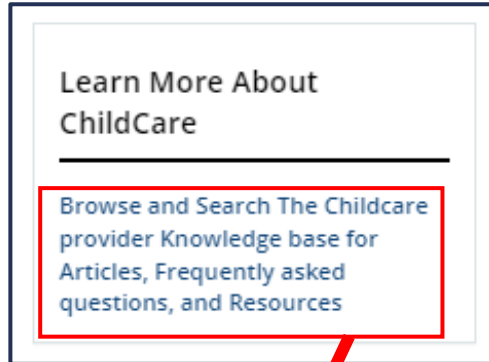 Learn More About
ChildCare
Browse and Search The Childcare
provider Knowledge base for
Articles, Frequently asked
questions, and Resources